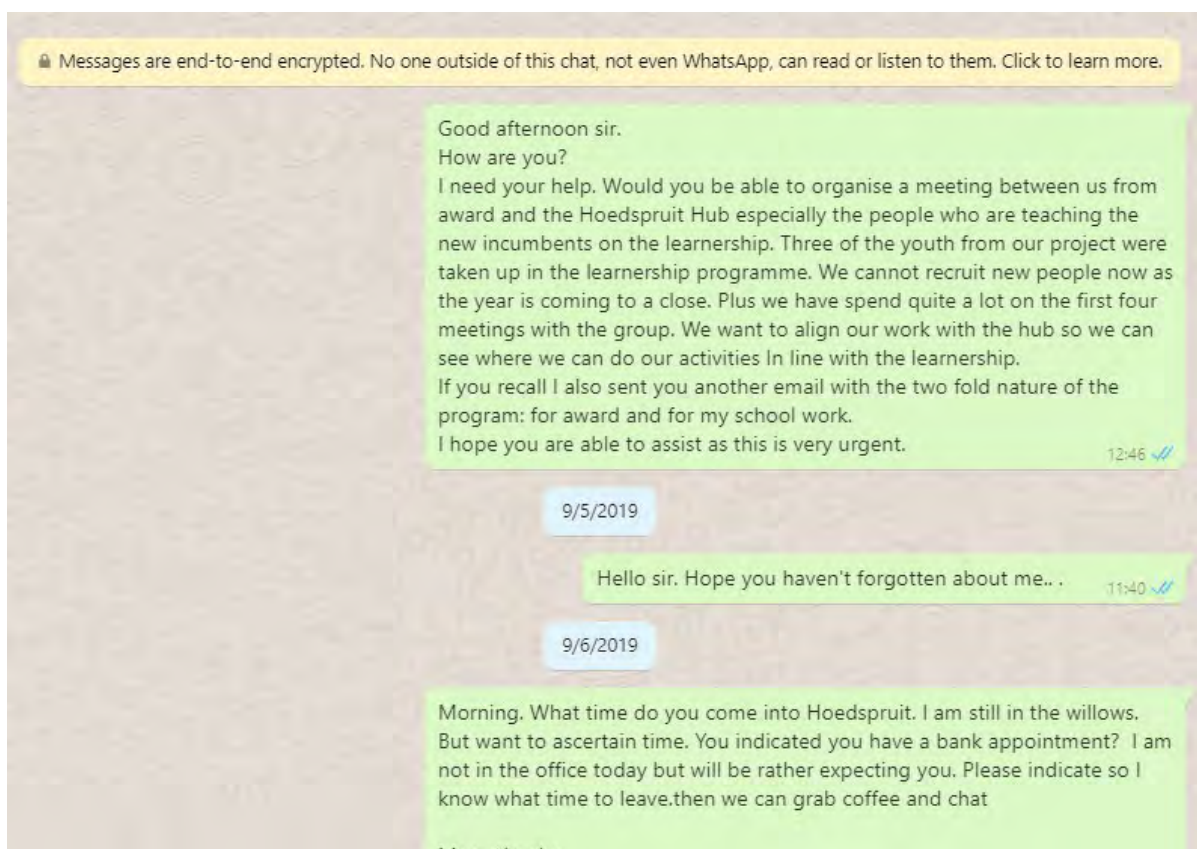 Messages are end-to-end encrypted. No one outside of this chat, not even WhatsApp, can read or listen to them. Click to learn more.
Good afternoon sir.
How are you?
I need your help. Would you be able to organise a meeting between us from
award and the Hoedspruit Hub especially the people who are teaching the
new incumbents on the learnership. Three of the youth from our project were
taken up in the learnership programme. We cannot recruit new people now as
the year is coming to a close. Plus we have spend quite a lot on the first four
meetings with the group. We want to align our work with the hub so we can
see where we can do our activities In line with the learnership.
If you recall I also sent you another email with the two fold nature of the
program: for award and for my school work.
I hope you are able to assist as this is very urgent.
12:46
9/5/2019
Hello sir. Hope you haven't forgotten about me.. .
11:40
9/6/2019
Morning. What time do you come into Hoedspruit. I am still in the willows.
But want to ascertain time. You indicated you have a bank appointment? I am
not in the office today but will be rather expecting you. Please indicate so I
know what time to leave.then we can grab coffee and chat